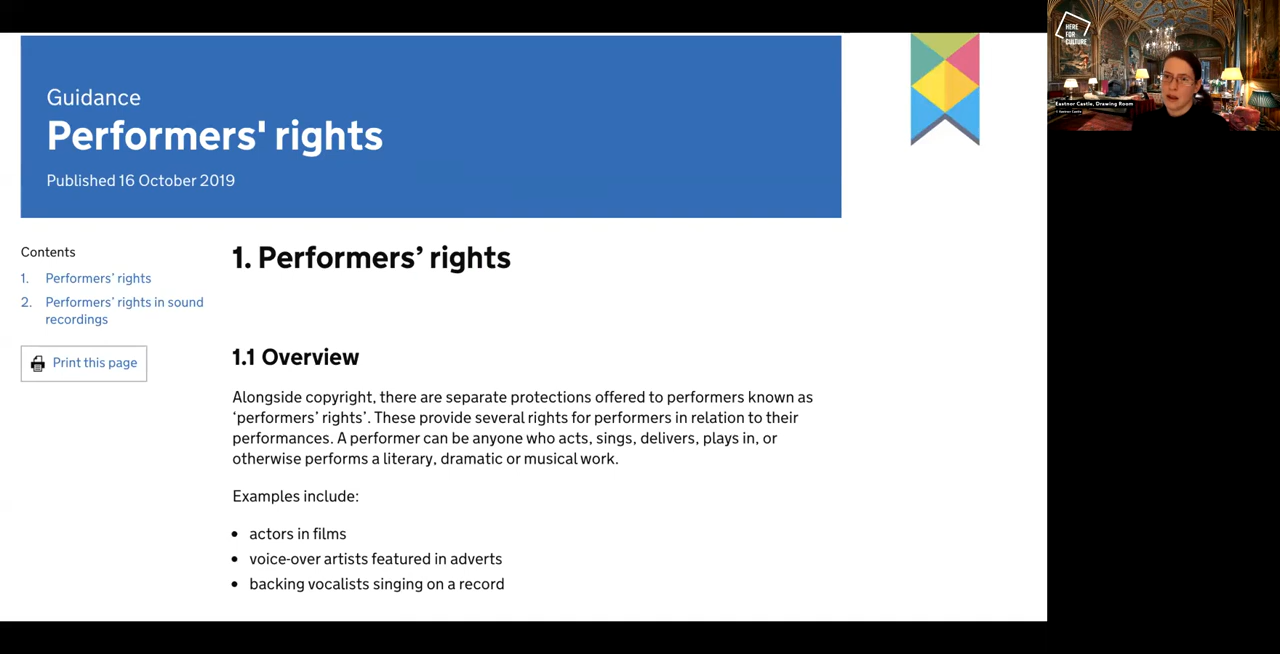 Guidance
Performers' rights
Published 16 October 2019
Contents
1. Performers’ rights
2. Performers’ rights in sound
recordings
Print this page
1. Performers’ rights
1.1 Overview
Alongside copyright, there are separate protections offered to performers known as
‘performers’ rights’. These provide several rights for performers in relation to their
performances. A performer can be anyone who acts, sings, delivers, plays in, or
otherwise performs a literary, dramatic or musical work.
Examples include:
• actors in films
• voice-over artists featured in adverts
• backing vocalists singing on a record
HERE
FOR
CULTURE
Eastnor Castle, Drawing Room
© Eastnor Castle